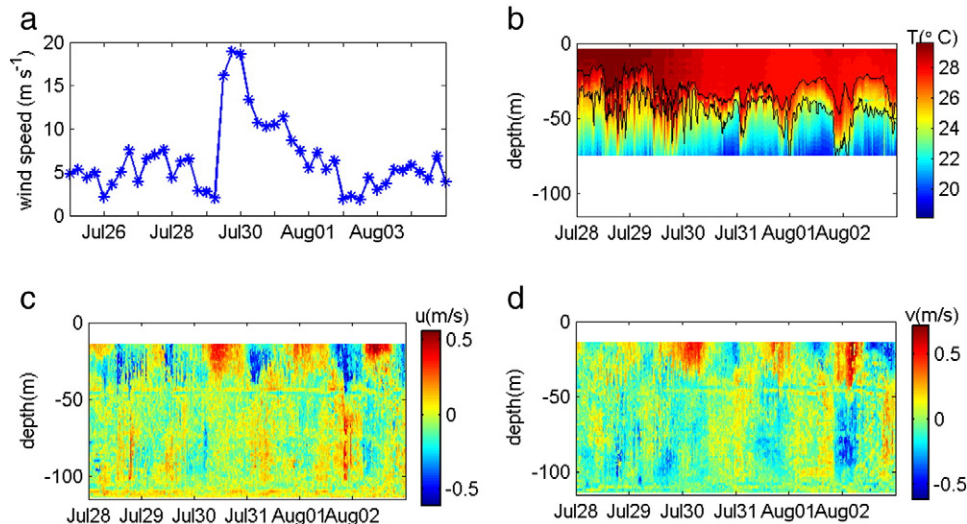 a
wind speed (m s⁻¹)
20
15
10
5
0
Jul26
Jul28
Jul30
Aug01
Aug03
b
depth(m)
0
-50
-100
Jul28
Jul29
Jul30
Jul31
Aug01
Aug02
T(° C)
28
26
24
22
20
c
depth(m)
0
-50
-100
Jul28
Jul29
Jul30
Jul31
Aug01
Aug02
u(m/s)
0.5
0
-0.5
d
depth(m)
0
-50
-100
Jul28
Jul29
Jul30
Jul31
Aug01
Aug02
v(m/s)
0.5
0
-0.5